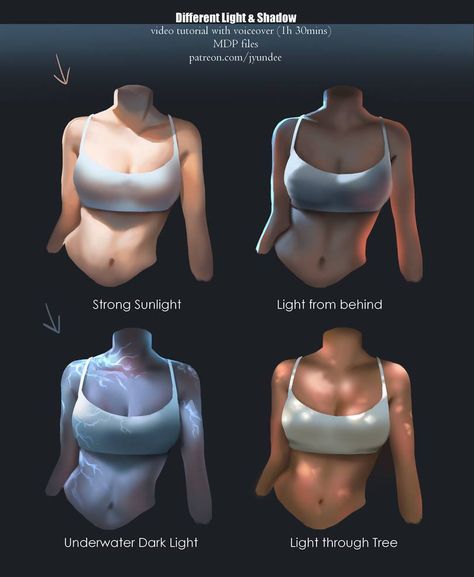 Different Light & Shadow
video tutorial with voiceover (1h 30mins)
MDP files
patreon.com/jyundee
Strong Sunlight
Light from behind
Underwater Dark Light
Light through Tree